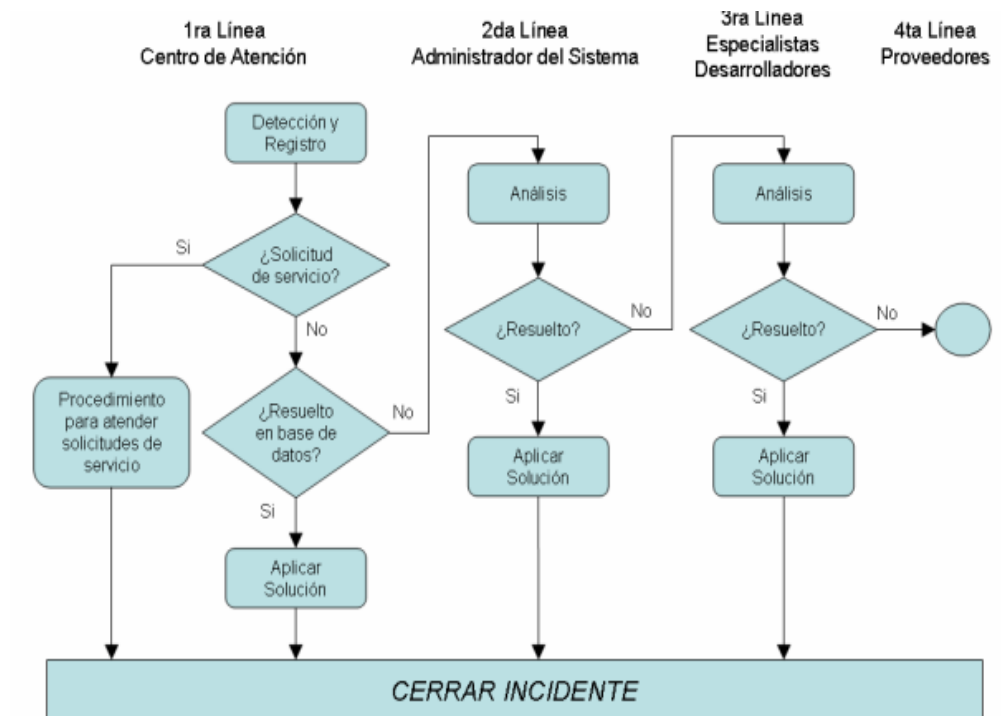 1ra Línea
Centro de Atención
2da Línea
Administrador del Sistema
3ra Línea
Especialistas
Desarrolladores
4ta Línea
Proveedores
Detección y
Registro
Análisis
Análisis
Si
¿Solicitud
de servicio?
No
¿Resuelto?
No
¿Resuelto?
No
Procedimiento
para atender
solicitudes de
servicio
¿Resuelto
en base de
datos?
No
Si
Si
Aplicar
Solución
Aplicar
Solución
Si
Aplicar
Solución
CERRAR INCIDENTE